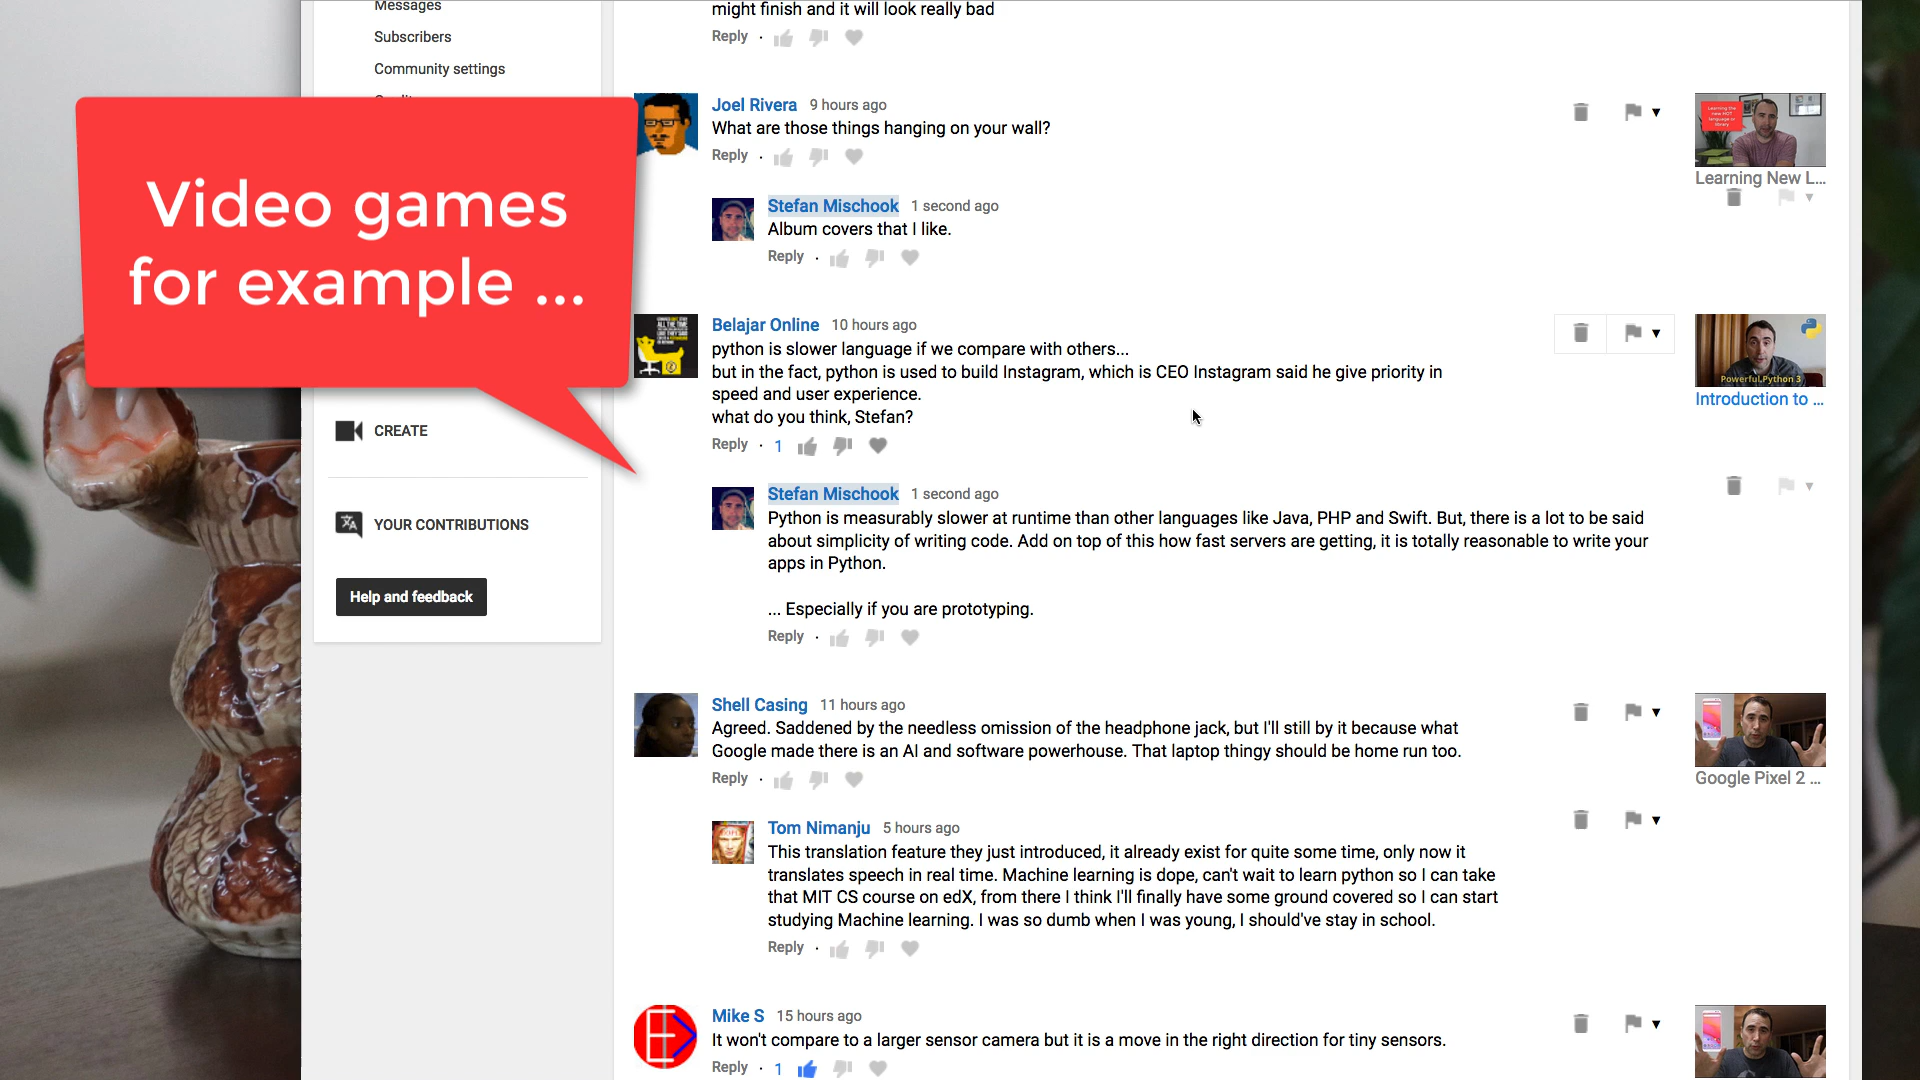 Messages
Subscribers
Community settings
Video games
for example ...
CREATE
YOUR CONTRIBUTIONS
Help and feedback
might finish and it will look really bad
Reply ·
Joel Rivera 9 hours ago
What are those things hanging on your wall?
Reply ·
Learning the
new HOT
language or
library
Learning New L...
Stefan Mischook 1 second ago
Album covers that I like.
Reply ·
Belajar Online 10 hours ago
python is slower language if we compare with others...
but in the fact, python is used to build Instagram, which is CEO Instagram said he give priority in
speed and user experience.
what do you think, Stefan?
Reply · 1
Powerful Python 3
Introduction to ...
Stefan Mischook 1 second ago
Python is measurably slower at runtime than other languages like Java, PHP and Swift. But, there is a lot to be said
about simplicity of writing code. Add on top of this how fast servers are getting, it is totally reasonable to write your
apps in Python.
... Especially if you are prototyping.
Reply ·
Shell Casing 11 hours ago
Agreed. Saddened by the needless omission of the headphone jack, but I'll still by it because what
Google made there is an AI and software powerhouse. That laptop thingy should be home run too.
Reply ·
Google Pixel 2 ...
Tom Nimanju 5 hours ago
This translation feature they just introduced, it already exist for quite some time, only now it
translates speech in real time. Machine learning is dope, can't wait to learn python so I can take
that MIT CS course on edX, from there I think I'll finally have some ground covered so I can start
studying Machine learning. I was so dumb when I was young, I should've stay in school.
Reply ·
Mike S 15 hours ago
It won't compare to a larger sensor camera but it is a move in the right direction for tiny sensors.
Reply · 1